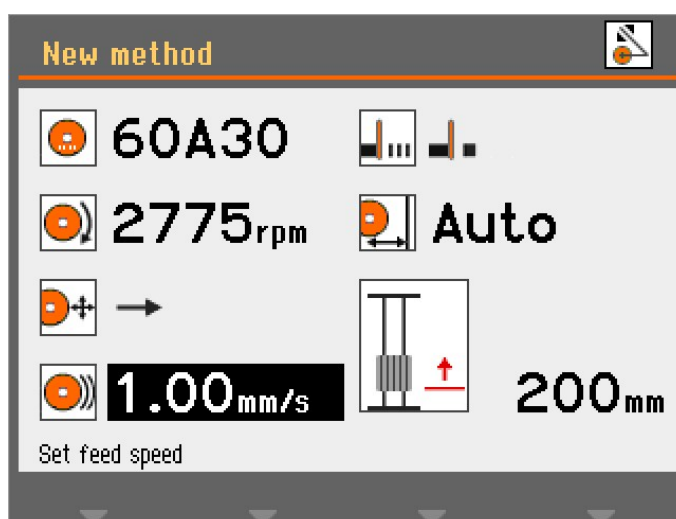 New method
60A30
2775rpm
Auto
1.00mm/s
200mm
Set feed speed